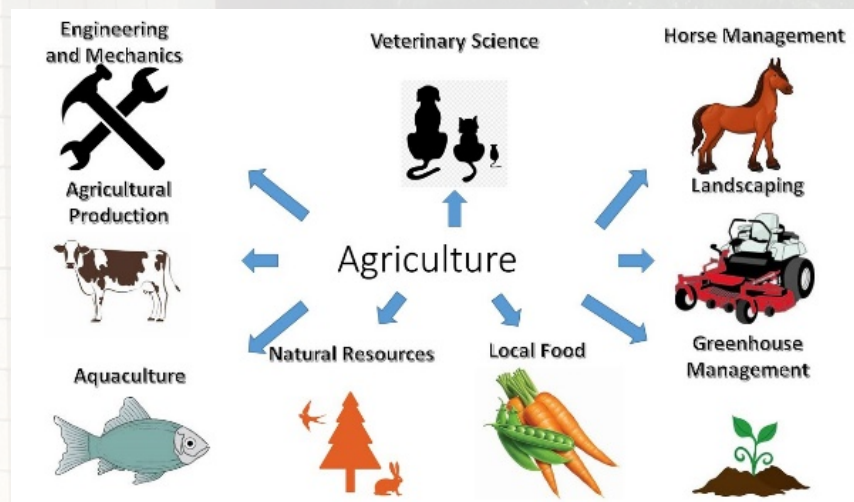 Engineering
and Mechanics
Veterinary Science
Horse Management
Agricultural
Production
Landscaping
Agriculture
Aquaculture
Natural Resources
Local Food
Greenhouse
Management